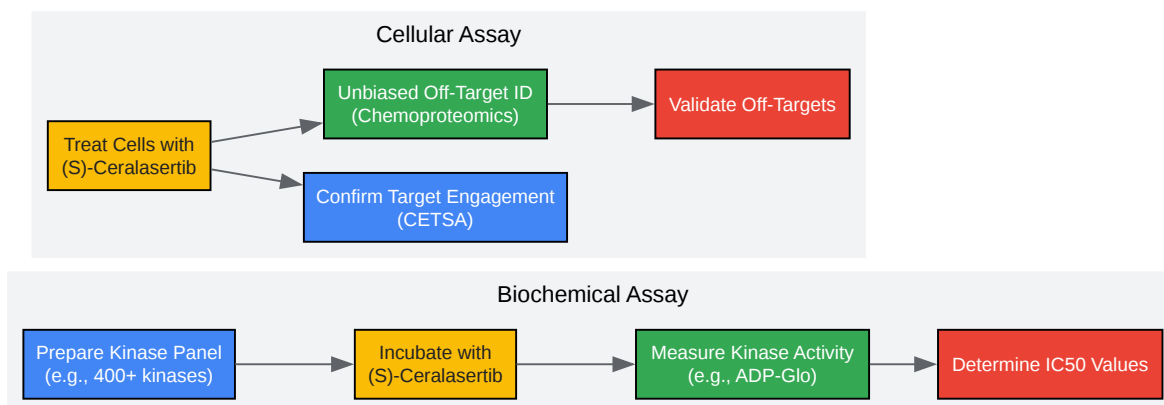 Cellular Assay
Treat Cells with
(S)-Ceralasertib
Unbiased Off-Target ID
(Chemoproteomics)
Validate Off-Targets
Confirm Target Engagement
(CETSA)
Biochemical Assay
Prepare Kinase Panel
(e.g., 400+ kinases)
Incubate with
(S)-Ceralasertib
Measure Kinase Activity
(e.g., ADP-Glo)
Determine IC50 Values